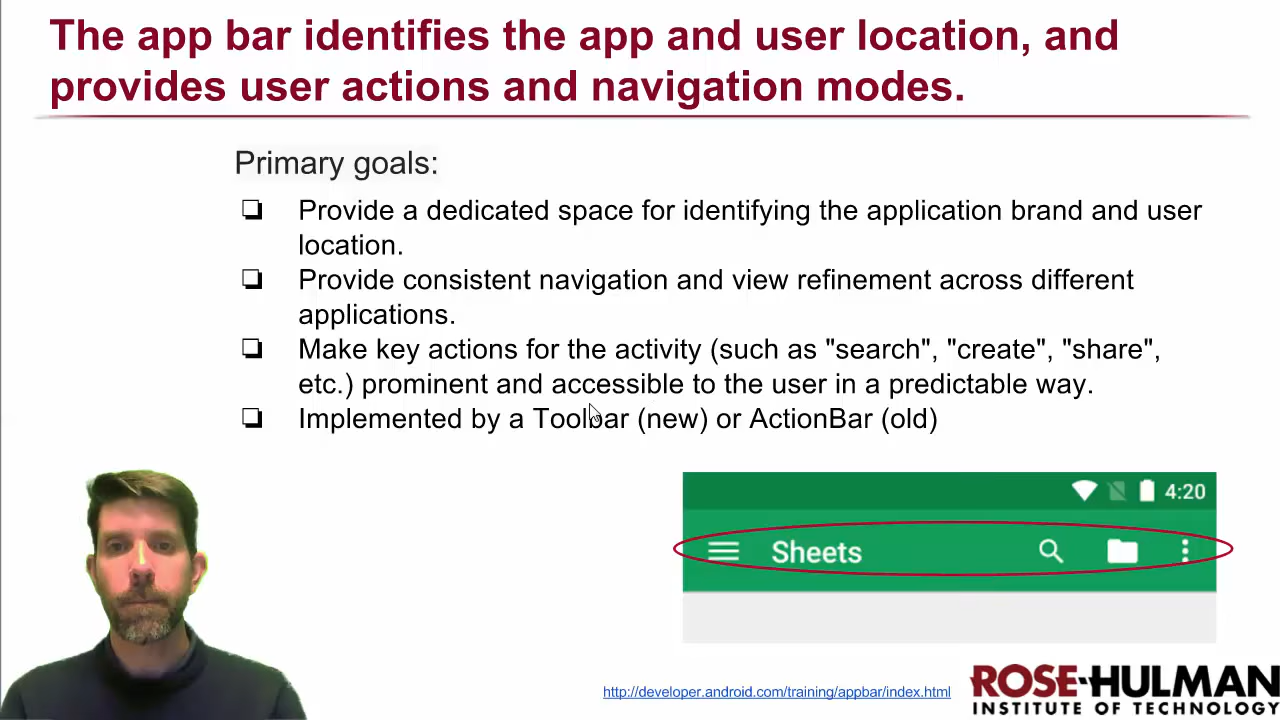 The app bar identifies the app and user location, and
provides user actions and navigation modes.
Primary goals:
Provide a dedicated space for identifying the application brand and user
location.
Provide consistent navigation and view refinement across different
applications.
Make key actions for the activity (such as "search", "create", "share",
etc.) prominent and accessible to the user in a predictable way.
Implemented by a Toolbar (new) or ActionBar (old)
4:20
Sheets
http://developer.android.com/training/appbar/index.html
ROSE-HULMAN
INSTITUTE OF TECHNOLOGY